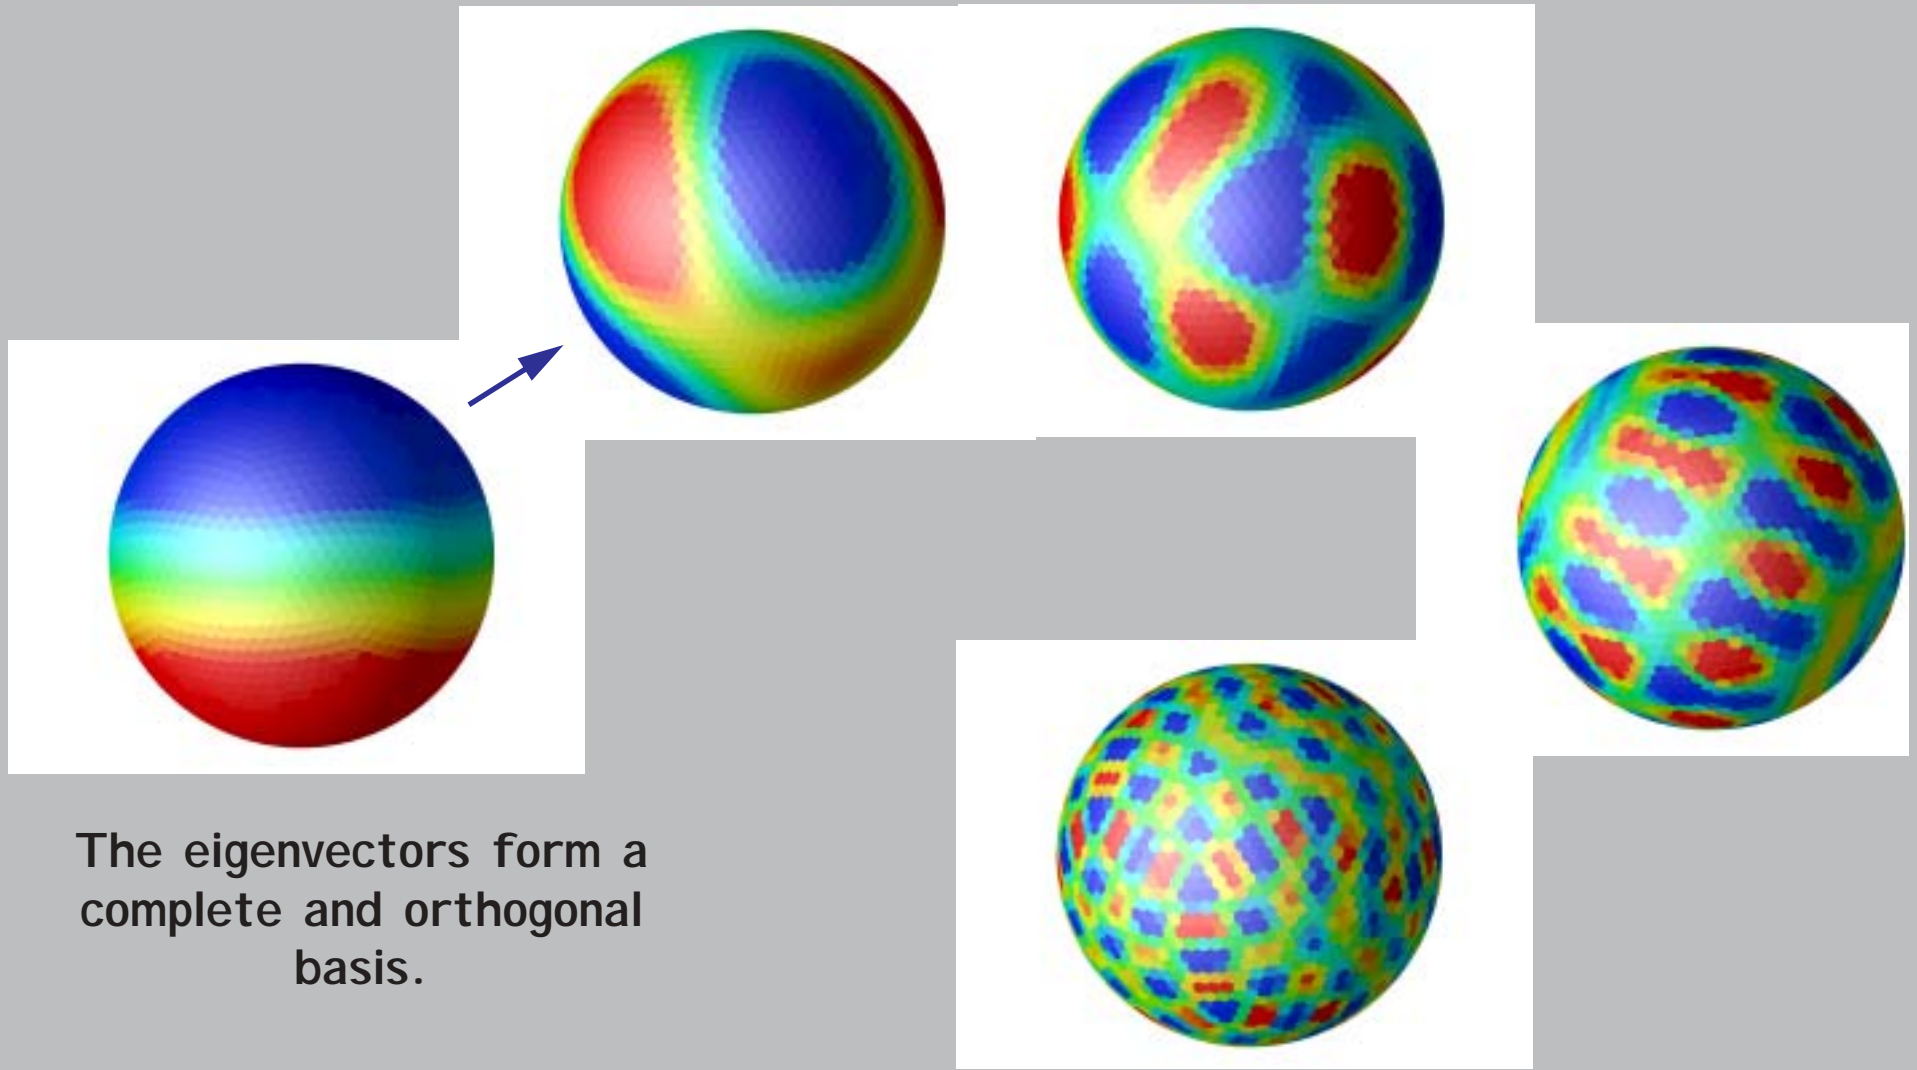 The eigenvectors form a
complete and orthogonal
basis.